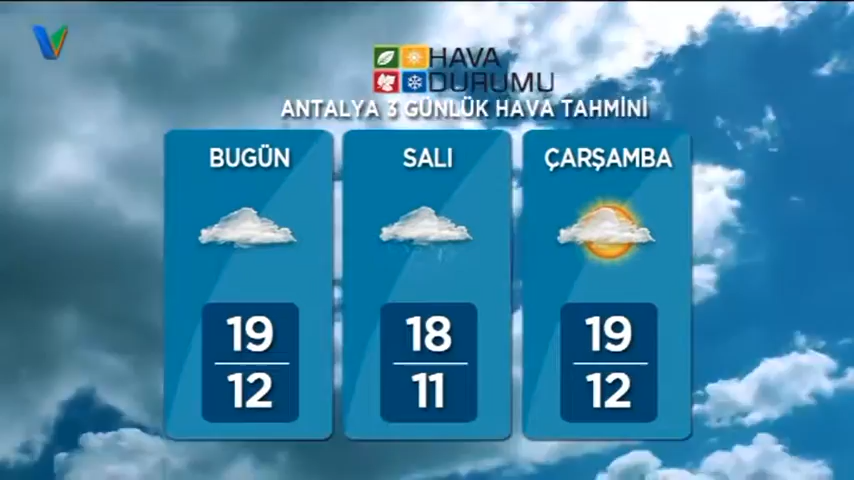 HAVA
DURUMU
ANTALYA 3 GÜNLÜK HAVA TAHMİNİ
BUGÜN
19
12
SALI
18
11
ÇARŞAMBA
19
12